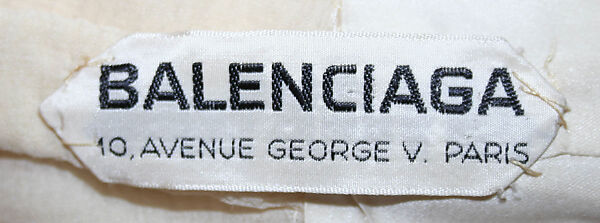 BALENCIAGA
10, AVENUE GEORGE V. PARIS